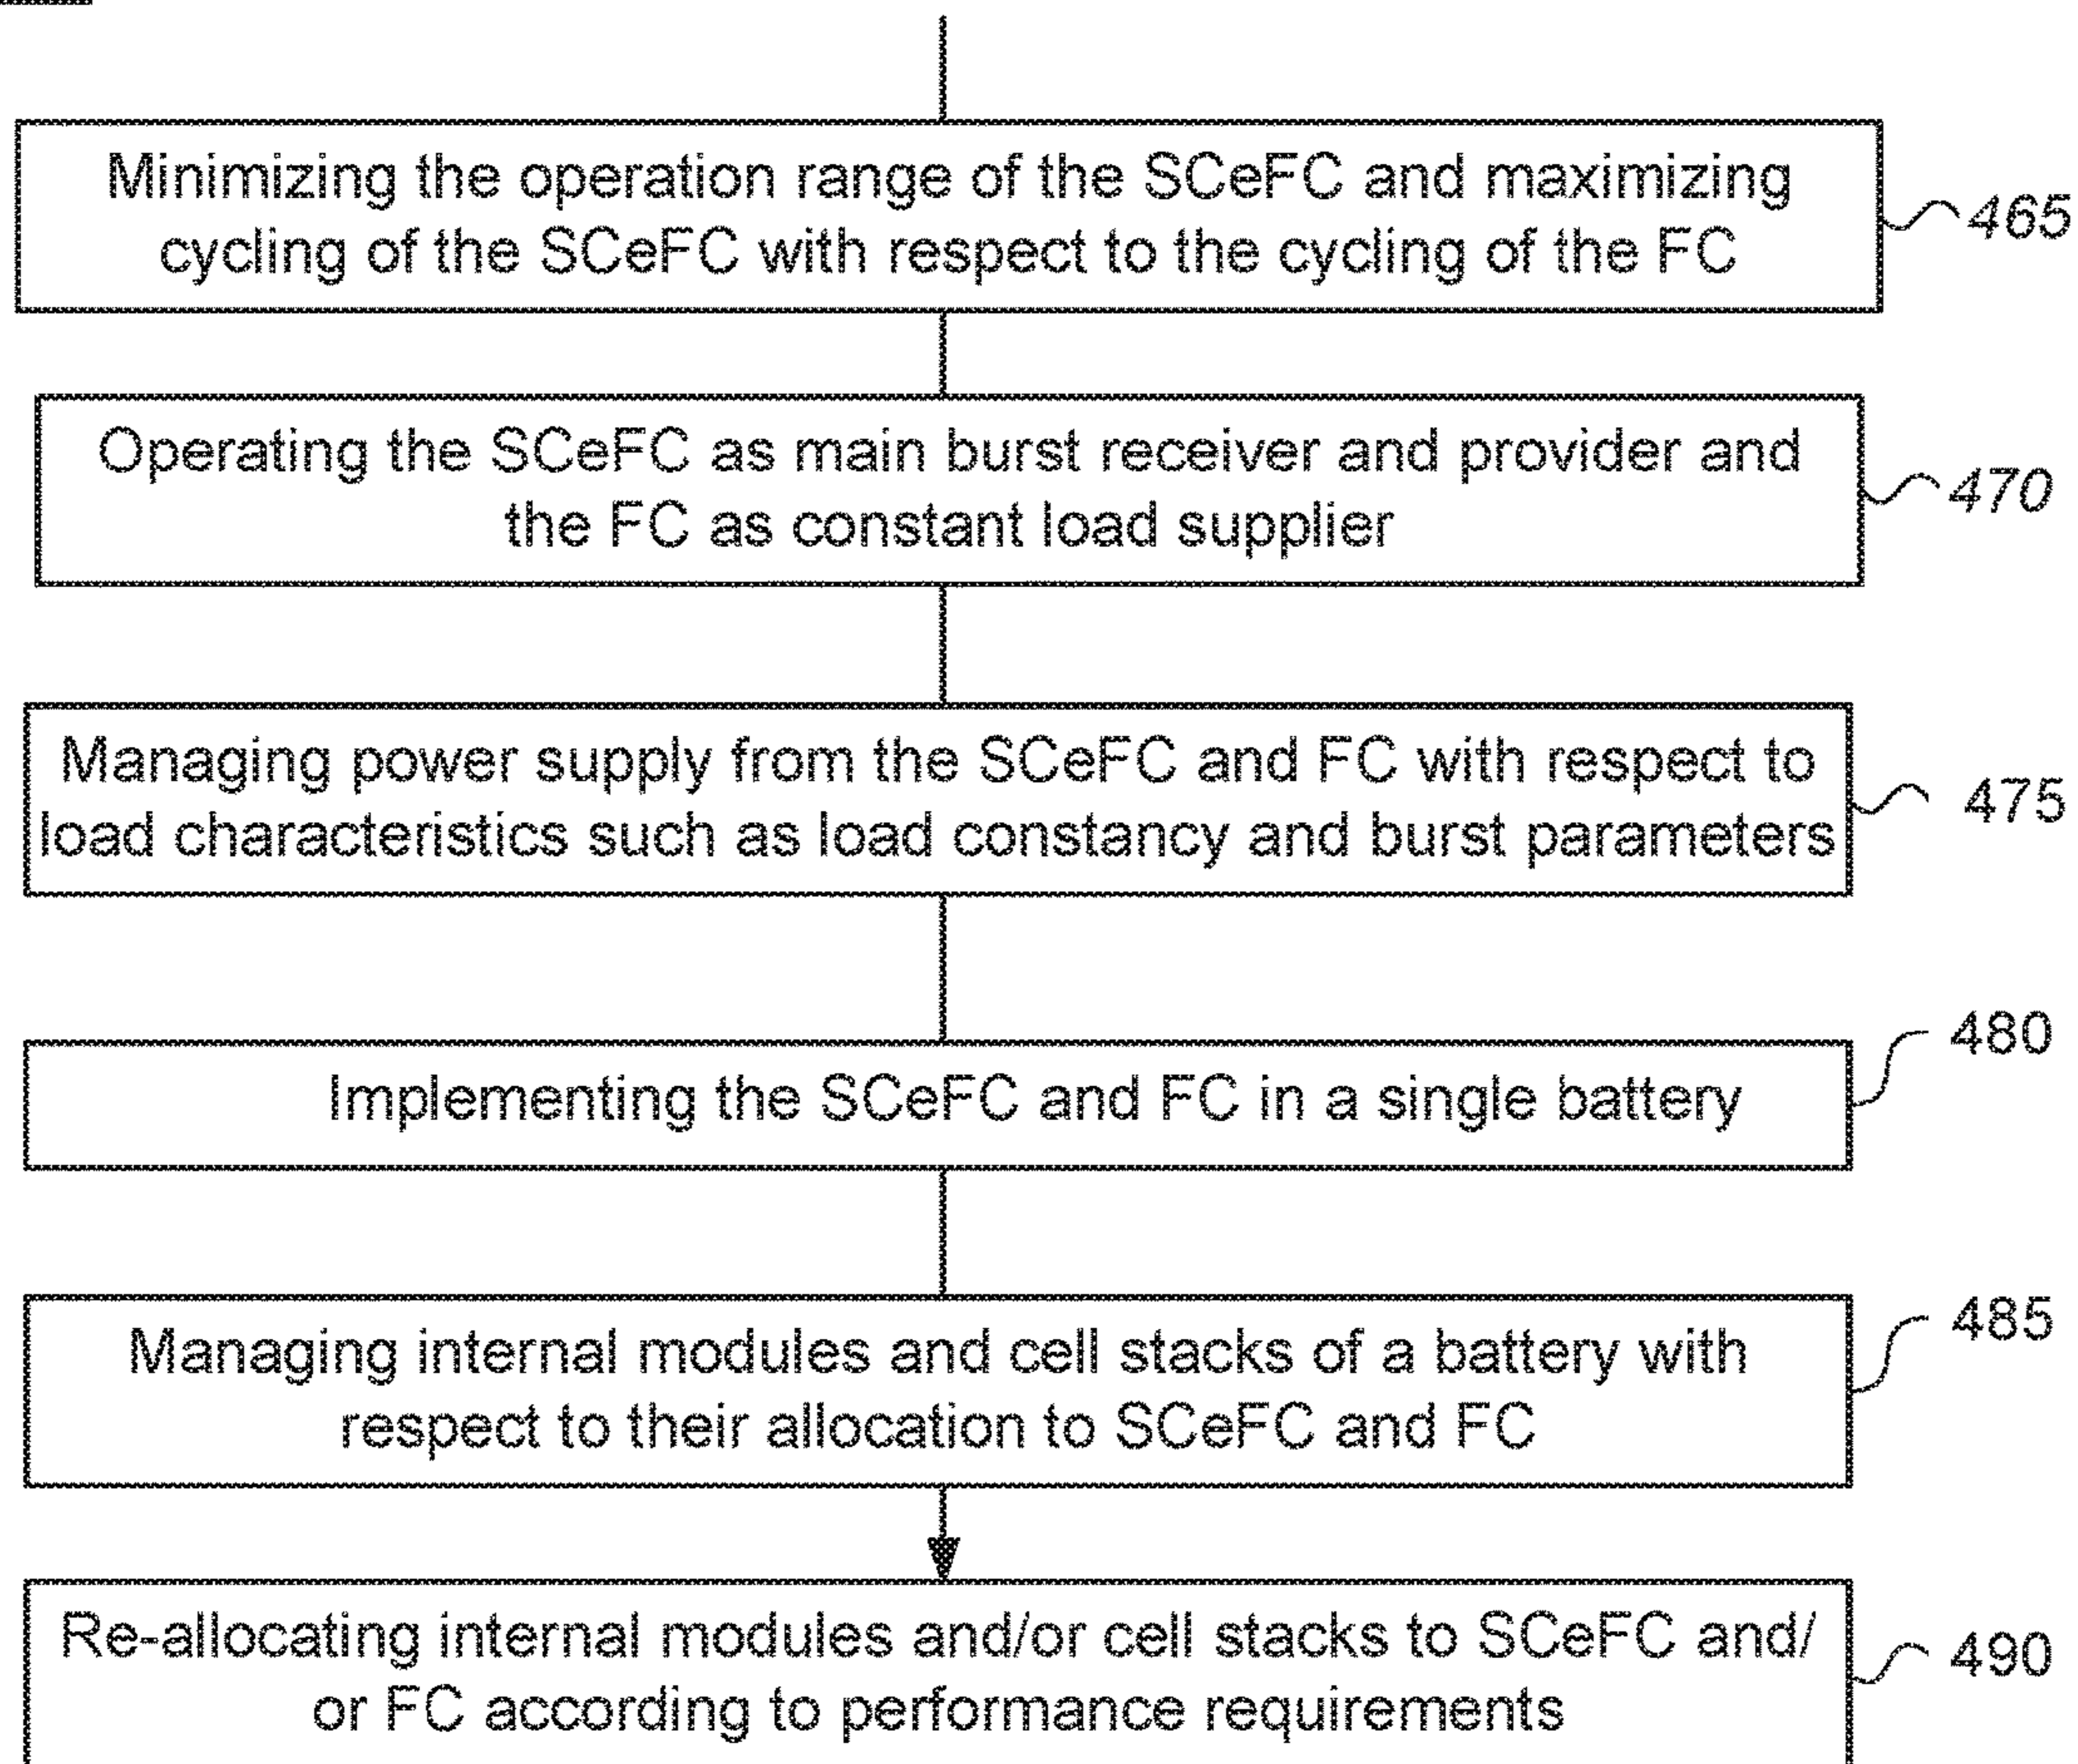 Minimizing the operation range of the SCeFC and maximizing
cycling of the SCeFC with respect to the cycling of the FC
465
Operating the SCeFC as main burst receiver and provider and
the FC as constant load supplier
470
Managing power supply from the SCeFC and FC with respect to
load characteristics such as load constancy and burst parameters
475
Implementing the SCeFC and FC in a single battery
480
Managing internal modules and cell stacks of a battery with
respect to their allocation to SCeFC and FC
485
Re-allocating internal modules and/or cell stacks to SCeFC and/
or FC according to performance requirements
490